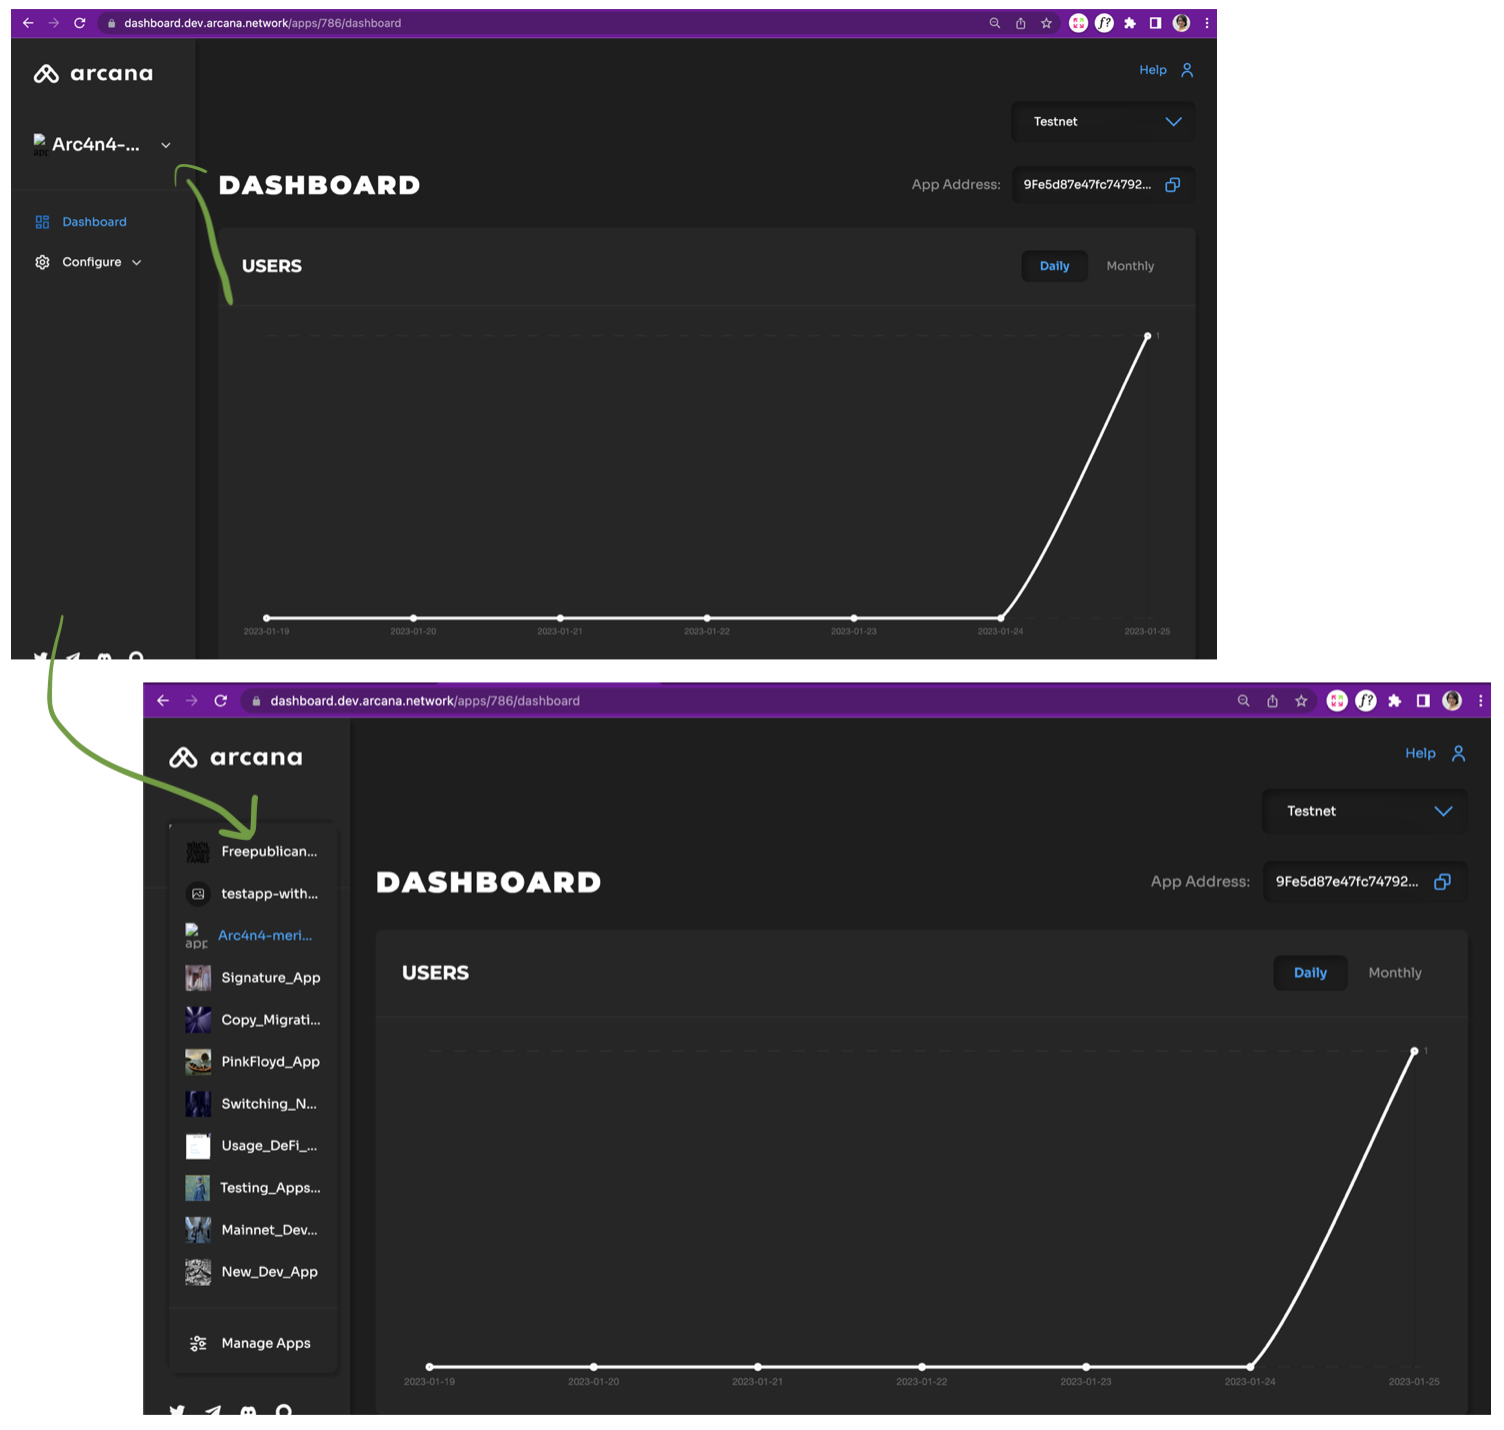 dashboard.dev.arcana.network/apps/786/dashboard
arcana
Help
Testnet
Arc4n4-...
DASHBOARD
App Address: 9Fe5d87e47fc74792...
Dashboard
Configure
USERS
Daily Monthly
1
2023-01-19 2023-01-20 2023-01-21 2023-01-22 2023-01-23 2023-01-24 2023-01-25
dashboard.dev.arcana.network/apps/786/dashboard
arcana
Help
Testnet
Freepublican...
testapp-with...
app Arc4n4-meri...
Signature_App
Copy_Migrati...
PinkFloyd_App
Switching_N...
Usage_DeFi_...
Testing_Apps...
Mainnet_Dev...
New_Dev_App
Manage Apps
DASHBOARD
App Address: 9Fe5d87e47fc74792...
USERS
Daily Monthly
1
2023-01-19 2023-01-20 2023-01-21 2023-01-22 2023-01-23 2023-01-24 2023-01-25